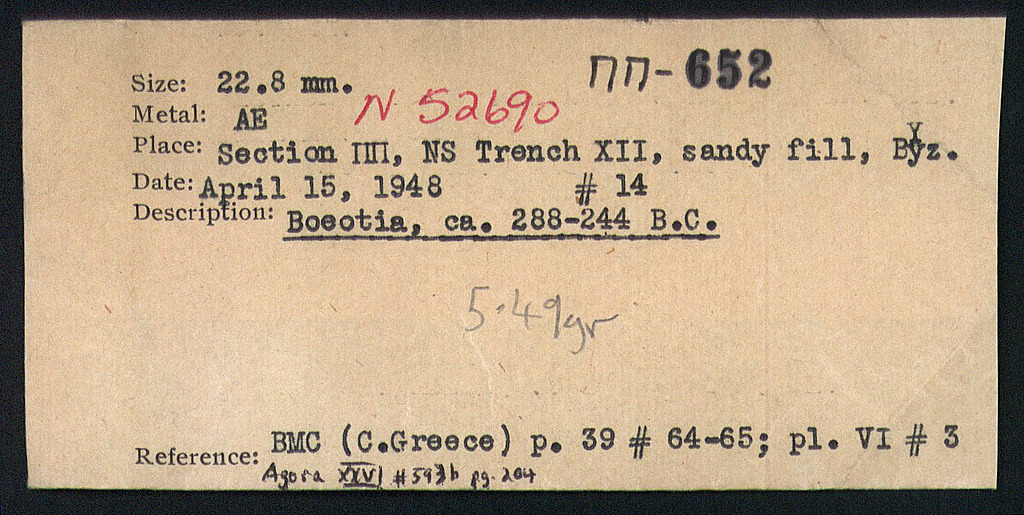 ΠΠ-652
Size: 22.8 mm.
N 52690
Metal: AE
Place: Section ΠΠ, NS Trench XII, sandy fill, Byz.
Date: April 15, 1948 # 14
Description: Boeotia, ca. 288-244 B.C.
5.49gr
Reference: BMC (C.Greece) p. 39 # 64-65; pl. VI # 3
Agora XXVI #593b pg. 204